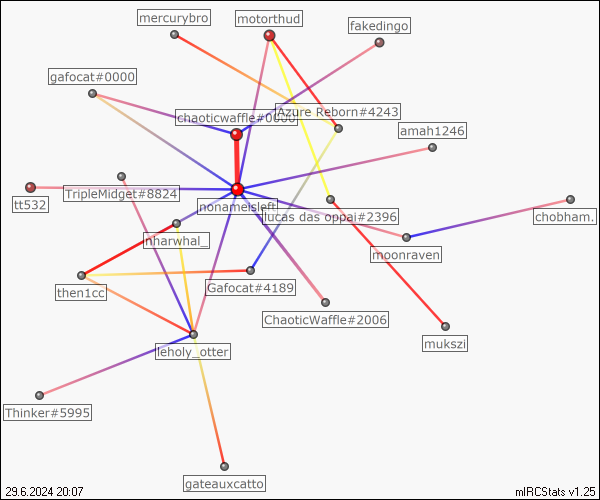 mercurybro
motorthud
fakedingo
gafocat#0000
chaoticwaffle#0000
Azure Reborn#4243
amah1246
TripleMidget#8824
tt532
nonameisleft
lucas das oppai#2396
chobham.
nharwhal_
moonraven
then1cc
Gafocat#4189
ChaoticWaffle#2006
mukszi
leholy_otter
Thinker#5995
gateauxcatto
29.6.2024 20:07
mIRCStats v1.25